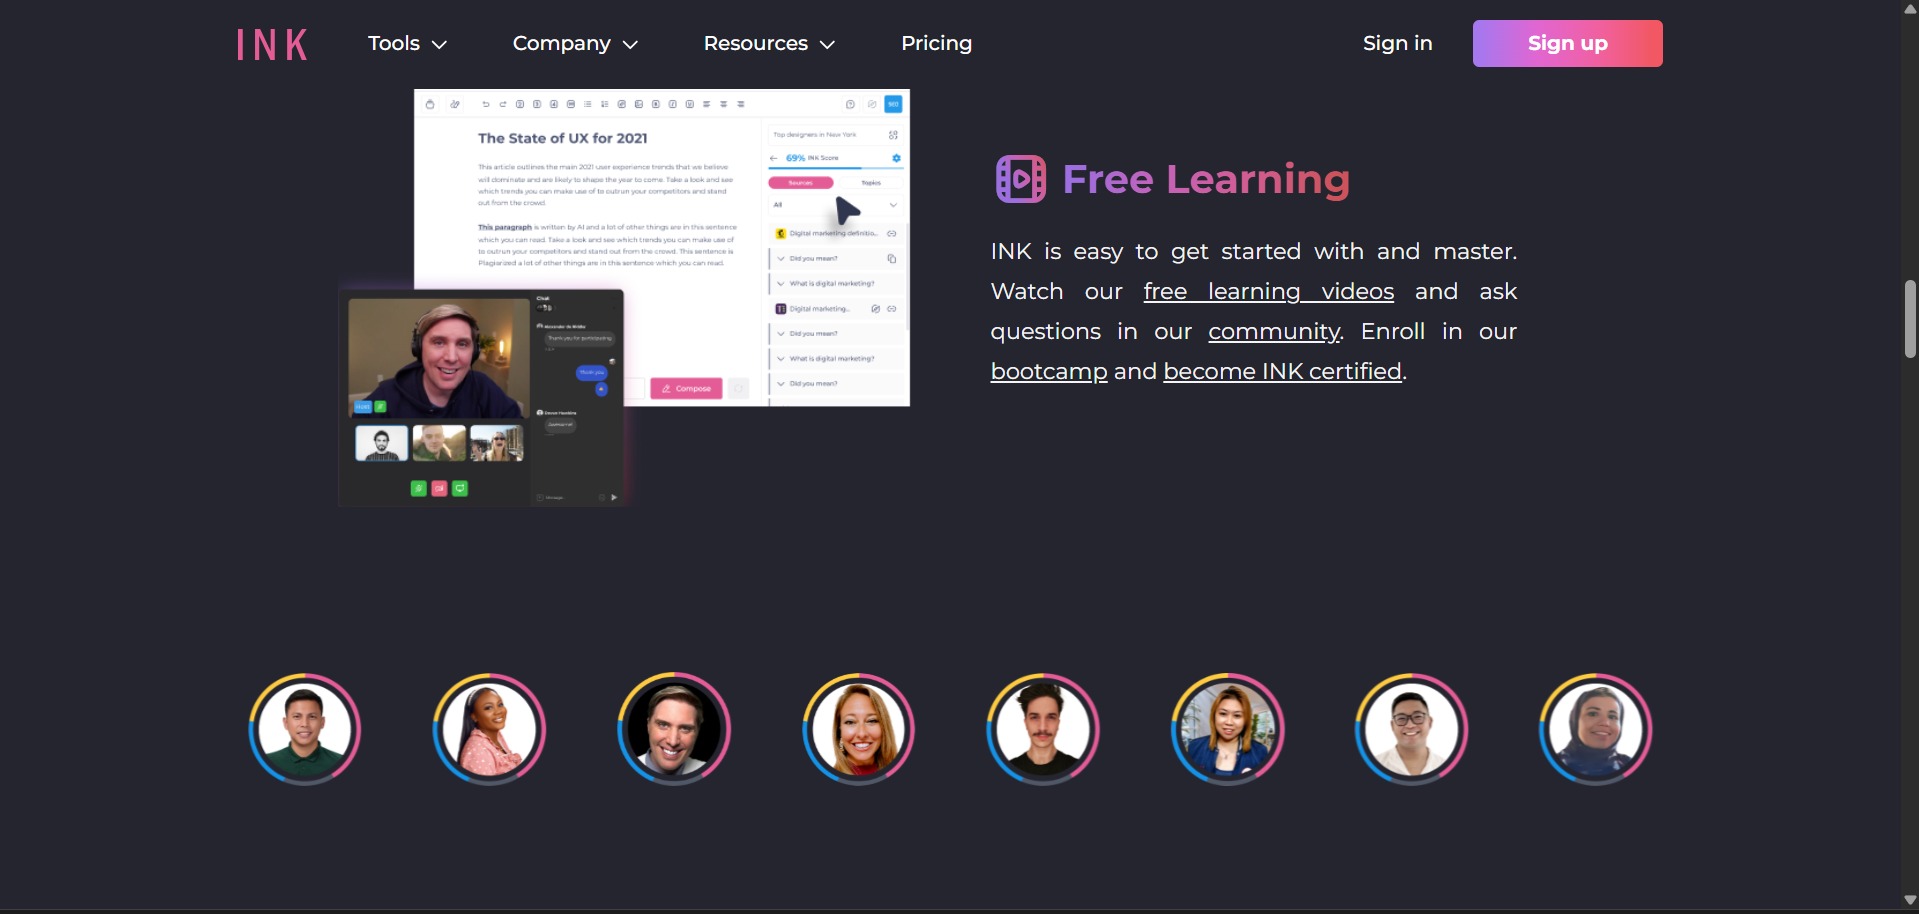 INK
Tools
Company
Resources
Pricing
Sign in
Sign up
The State of UX for 2021
This article outlines the main 2021 user experience trends that we believe
will dominate and are likely to shape the year to come. Take a look and see
which trends you can make use of to outrun your competitors and stand
out from the crowd.
This paragraph is written by AI and a lot of other things are in this sentence
which you can read. Take a look and see which trends you can make use of
to outrun your competitors and stand out from the crowd. This sentence is
Plagiarized a lot of other things are in this sentence which you can read.
SEO
Top designers in New York
69% INK Score
Sources
Topics
All
Digital marketing definitio...
Did you mean?
What is digital marketing?
Digital marketing...
Did you mean?
What is digital marketing?
Did you mean?
Compose
Chat
Thank you for participating
Thank you
Messages
Free Learning
INK is easy to get started with and master.
Watch our free learning videos and ask
questions in our community. Enroll in our
bootcamp and become INK certified.